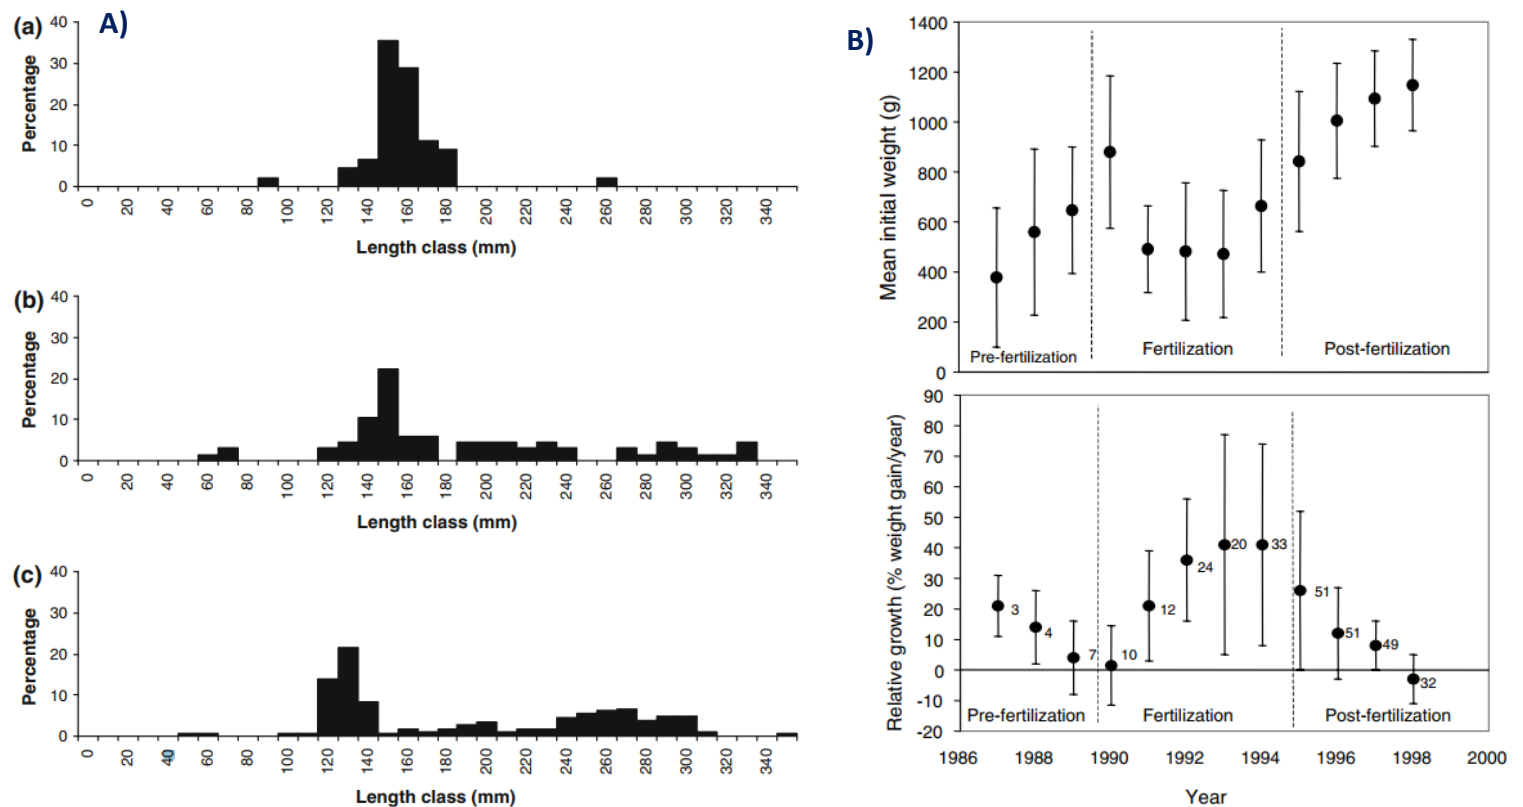 A)
(a)
40
30
20
10
0
Percentage
0 20 40 60 80 100 120 140 160 180 200 220 240 260 280 300 320 340
Length class (mm)
(b)
40
30
20
10
0
Percentage
0 20 40 60 80 100 120 140 160 180 200 220 240 260 280 300 320 340
Length class (mm)
(c)
40
30
20
10
0
Percentage
0 20 40 60 80 100 120 140 160 180 200 220 240 260 280 300 320 340
Length class (mm)
B)
1400
1200
1000
800
600
400
200
0
Mean initial weight (g)
Pre-fertilization
Fertilization
Post-fertilization
90
80
70
60
50
40
30
20
10
0
-10
-20
Relative growth (% weight gain/year)
3
4
7
10
12
24
20
33
51
51
49
32
Pre-fertilization
Fertilization
Post-fertilization
1986 1988 1990 1992 1994 1996 1998 2000
Year